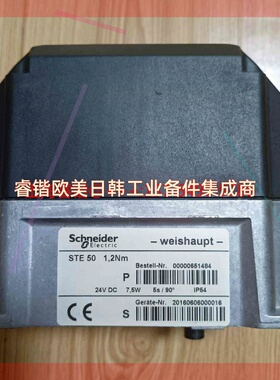 睿锴欧美日韩工业备件集成商
Schneider Electric
– weishaupt –
STE 50 1,2Nm
Bestell-Nr. 00000651484
P
24V DC 7,5W 5s / 90° IP54
Geräte-Nr. 20160606000016
CE S